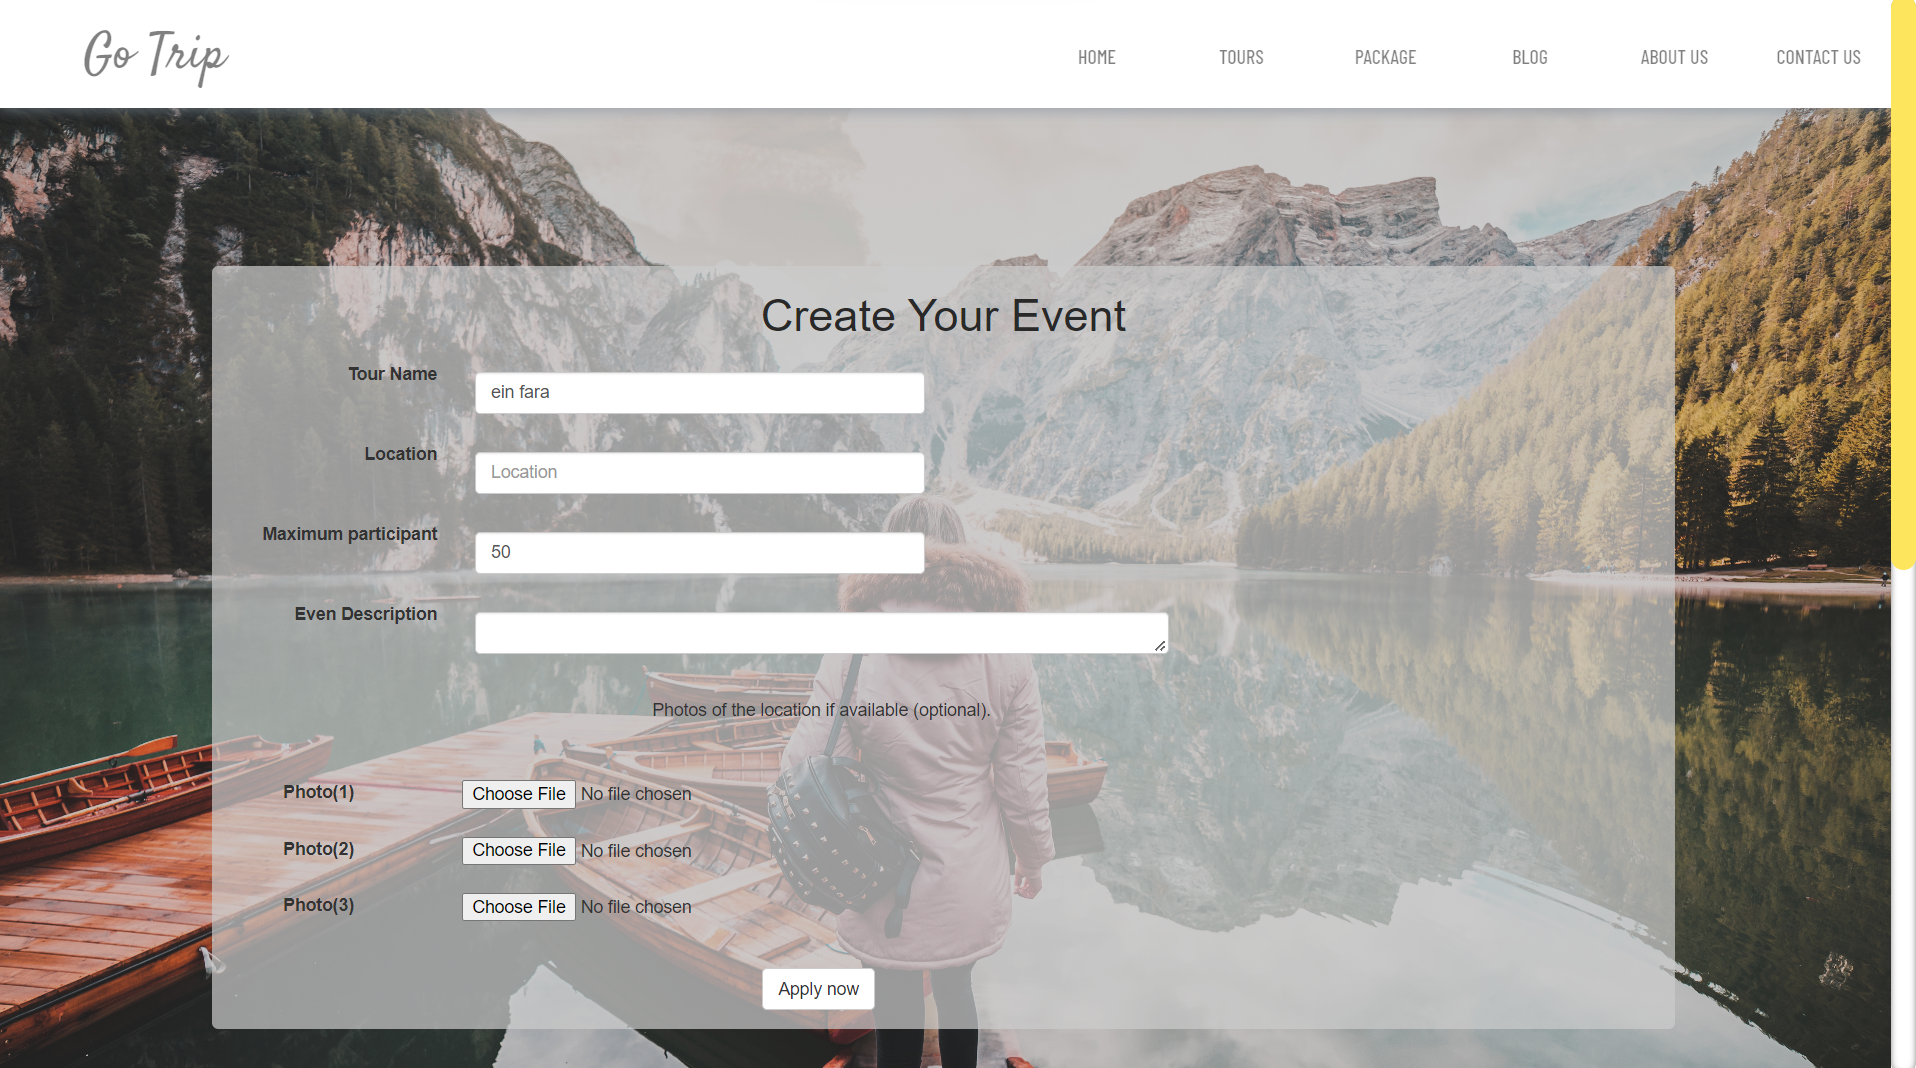 Go Trip
HOME TOURS PACKAGE BLOG ABOUT US CONTACT US
Create Your Event
Tour Name ein fara
Location Location
Maximum participant 50
Even Description
Photos of the location if available (optional).
Photo(1) Choose File No file chosen
Photo(2) Choose File No file chosen
Photo(3) Choose File No file chosen
Apply now